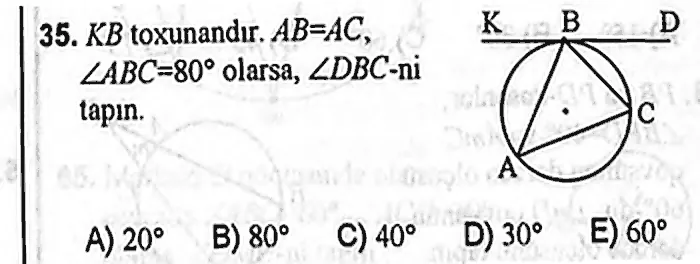 35. KB toxunandır. AB=AC,
∠ABC=80° olarsa, ∠DBC-ni
tapın.
K B D
C
A
A) 20° B) 80° C) 40° D) 30° E) 60°